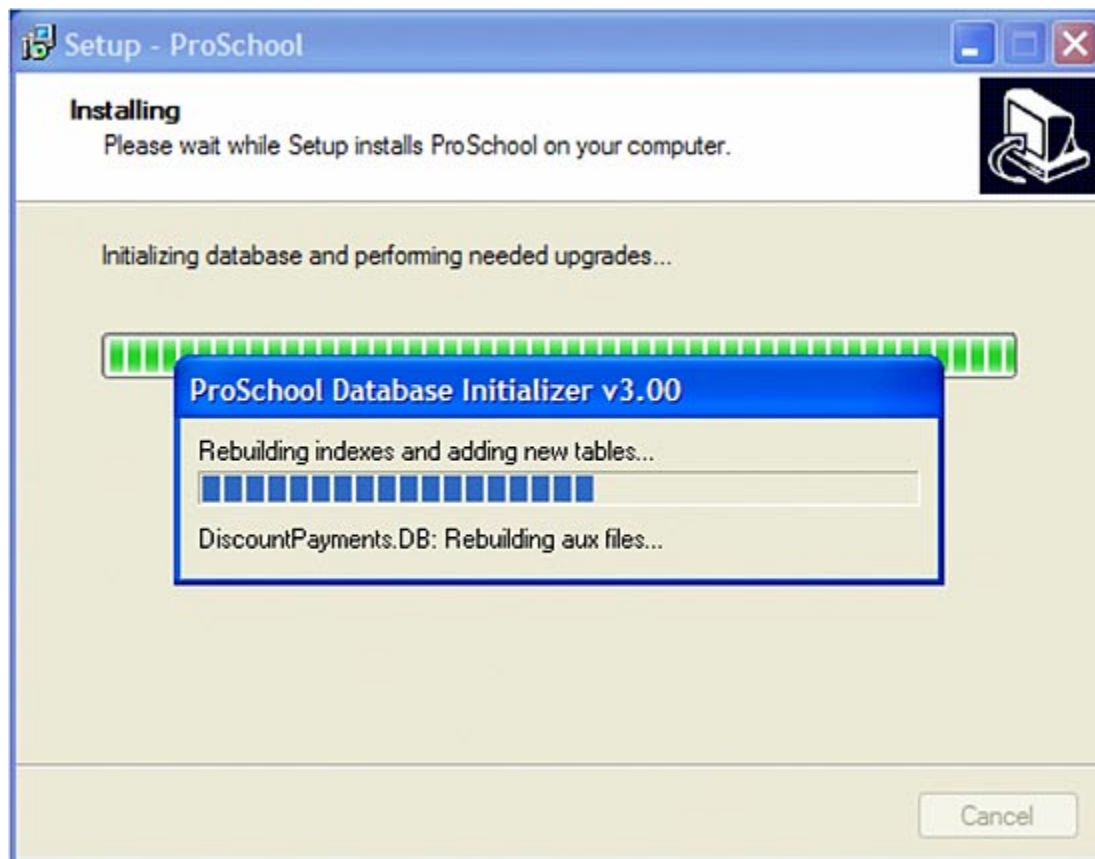 Setup - ProSchool
Installing
Please wait while Setup installs ProSchool on your computer.
Initializing database and performing needed upgrades...
ProSchool Database Initializer v3.00
Rebuilding indexes and adding new tables...
DiscountPayments.DB: Rebuilding aux files...
Cancel